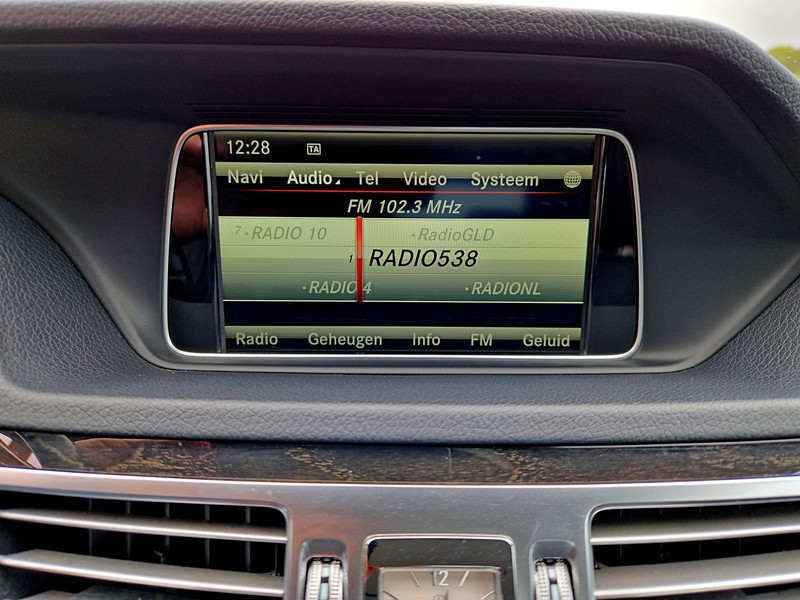 12:28 TA
Navi Audio Tel Video Systeem
FM 102.3 MHz
7 · RADIO 10 · RadioGLD
1 RADIO538
· RADIO 4 · RADIONL
Radio Geheugen Info FM Geluid
12